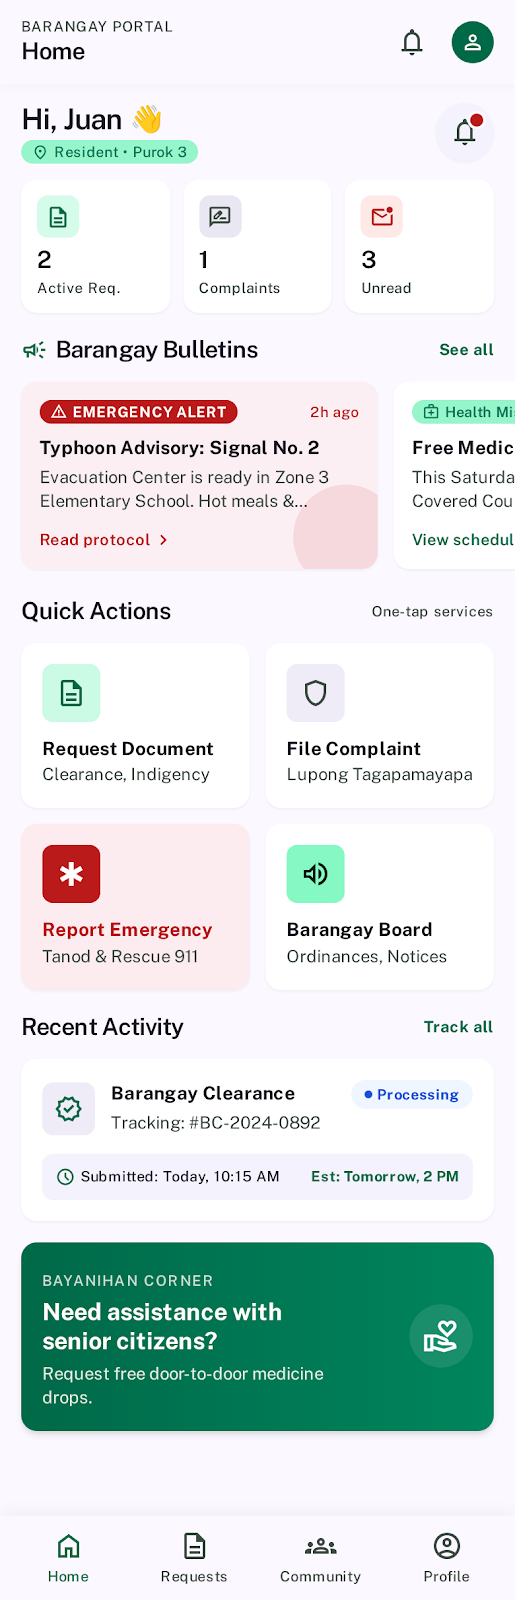 BARANGAY PORTAL
Home
Hi, Juan 👋
Resident • Purok 3
2
Active Req.
1
Complaints
3
Unread
Barangay Bulletins
See all
EMERGENCY ALERT
2h ago
Typhoon Advisory: Signal No. 2
Evacuation Center is ready in Zone 3
Elementary School. Hot meals &...
Read protocol
Health Mi
Free Medic
This Saturda
Covered Cou
View schedul
Quick Actions
One-tap services
Request Document
Clearance, Indigency
File Complaint
Lupong Tagapamayapa
Report Emergency
Tanod & Rescue 911
Barangay Board
Ordinances, Notices
Recent Activity
Track all
Barangay Clearance
Processing
Tracking: #BC-2024-0892
Submitted: Today, 10:15 AM
Est: Tomorrow, 2 PM
BAYANIHAN CORNER
Need assistance with
senior citizens?
Request free door-to-door medicine
drops.
Home
Requests
Community
Profile